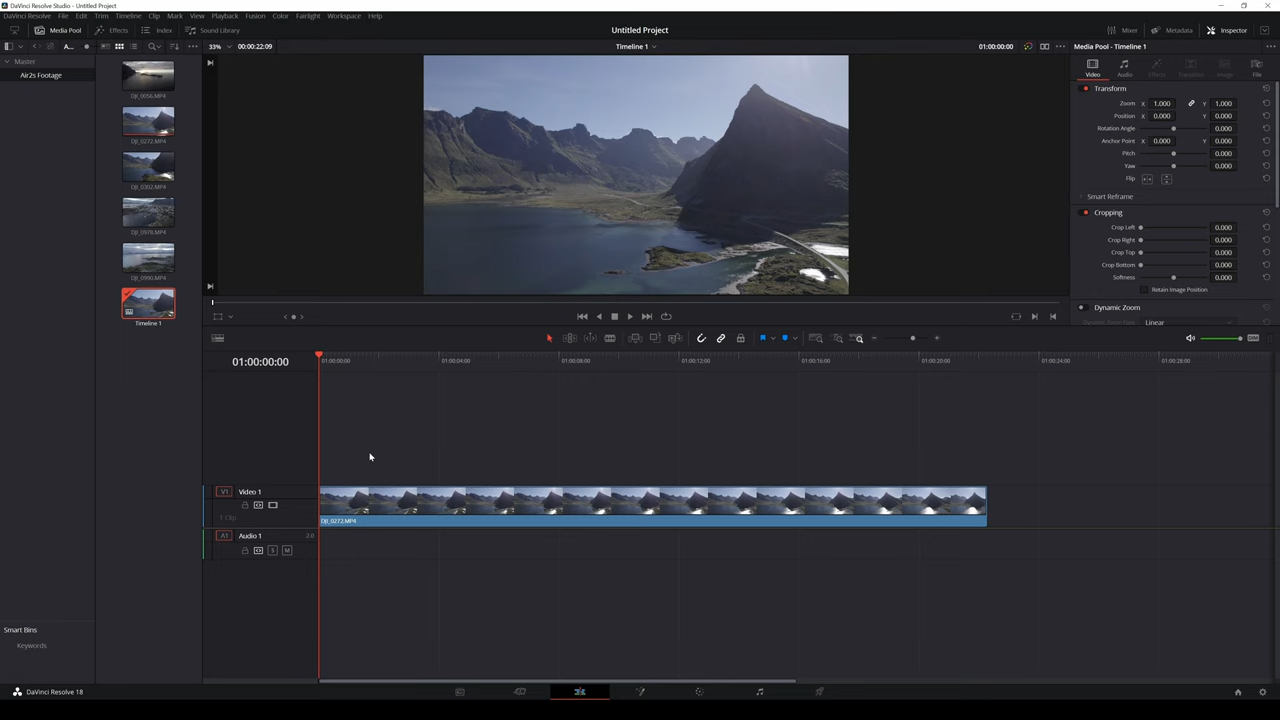 DaVinci Resolve Studio - Untitled Project
DaVinci Resolve File Edit Trim Timeline Clip Mark View Playback Fusion Color Fairlight Workspace Help
Media Pool Effects Index Sound Library Untitled Project Mixer Metadata Inspector
A... 33% 00:00:22:09 Timeline 1 01:00:00:00 Media Pool - Timeline 1
Master
Air2s Footage
DJI_0656.MP4
DJI_0272.MP4
DJI_0302.MP4
DJI_0978.MP4
DJI_0990.MP4
Timeline 1
Video Audio Effects Transition Image File
Transform
Zoom X 1.000 Y 1.000
Position X 0.000 Y 0.000
Rotation Angle 0.000
Anchor Point X 0.000 Y 0.000
Pitch 0.000
Yaw 0.000
Flip
Smart Reframe
Cropping
Crop Left 0.000
Crop Right 0.000
Crop Top 0.000
Crop Bottom 0.000
Softness 0.000
Retain Image Position
Dynamic Zoom
Dynamic Zoom Ease Linear
DIM
01:00:00:00 01:00:00:00 01:00:04:00 01:00:08:00 01:00:12:00 01:00:16:00 01:00:20:00 01:00:24:00 01:00:28:00
V1 Video 1
1 Clip
DJI_0272.MP4
A1 Audio 1 2.0
S M
Smart Bins
Keywords
DaVinci Resolve 18